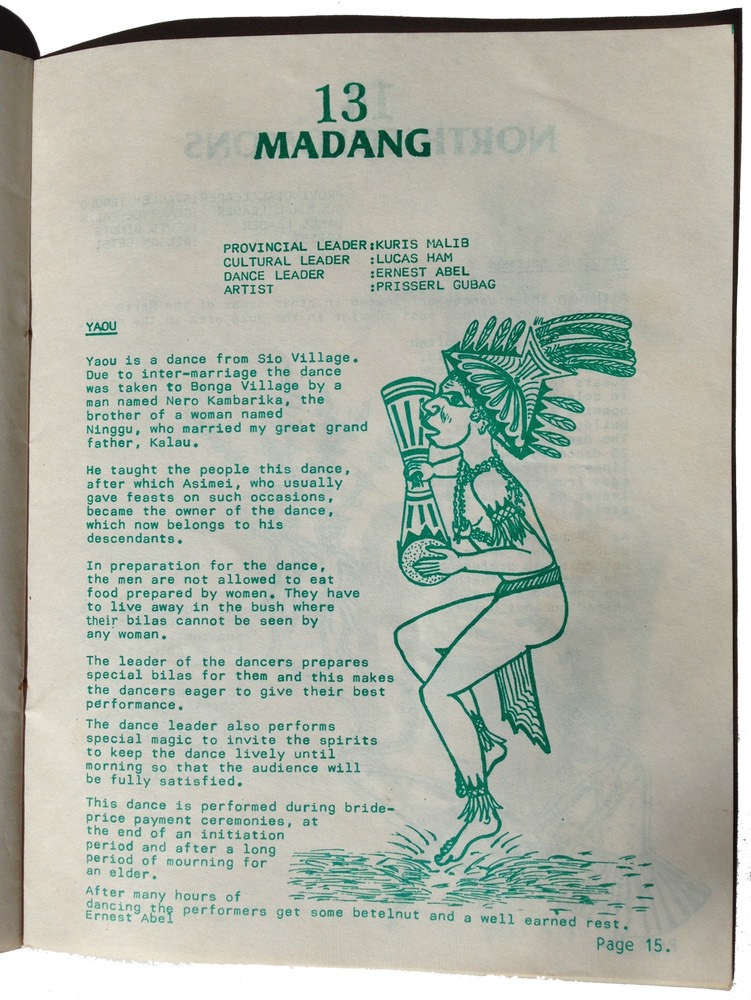 13
MADANG
PROVINCIAL LEADER:KURIS MALIB
CULTURAL LEADER :LUCAS HAM
DANCE LEADER :ERNEST ABEL
ARTIST :PRISSERL GUBAG
YAOU
Yaou is a dance from Sio Village.
Due to inter-marriage the dance
was taken to Bonga Village by a
man named Nero Kambarika, the
brother of a woman named
Ninggu, who married my great grand
father, Kalau.
He taught the people this dance,
after which Asimei, who usually
gave feasts on such occasions,
became the owner of the dance,
which now belongs to his
descendants.
In preparation for the dance,
the men are not allowed to eat
food prepared by women. They have
to live away in the bush where
their bilas cannot be seen by
any woman.
The leader of the dancers prepares
special bilas for them and this makes
the dancers eager to give their best
performance.
The dance leader also performs
special magic to invite the spirits
to keep the dance lively until
morning so that the audience will
be fully satisfied.
This dance is performed during bride-
price payment ceremonies, at
the end of an initiation
period and after a long
period of mourning for
an elder.
After many hours of
dancing the performers get some betelnut and a well earned rest.
Ernest Abel
Page 15.